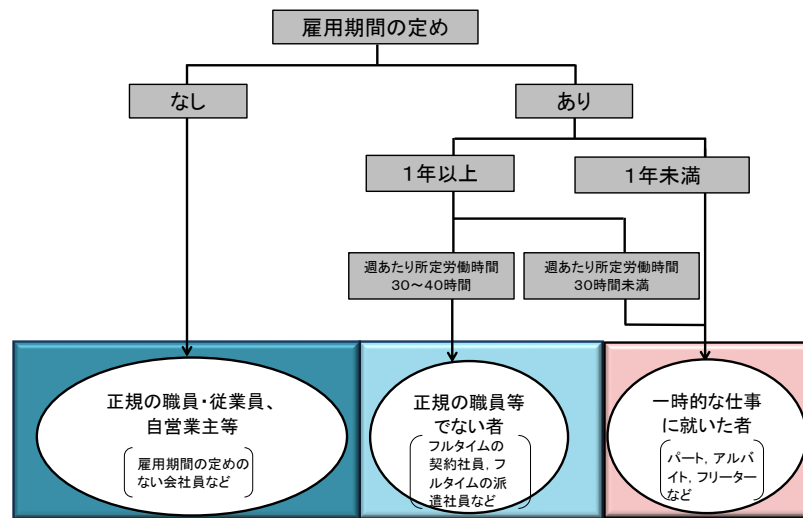 雇用期間の定め
なし
あり
１年以上
１年未満
週あたり所定労働時間
30～40時間
週あたり所定労働時間
30時間未満
正規の職員・従業員、
自営業主等
雇用期間の定めの
ない会社員など
正規の職員等
でない者
フルタイムの
契約社員，フ
ルタイムの派
遣社員など
一時的な仕事
に就いた者
パート，アルバ
イト，フリーター
など